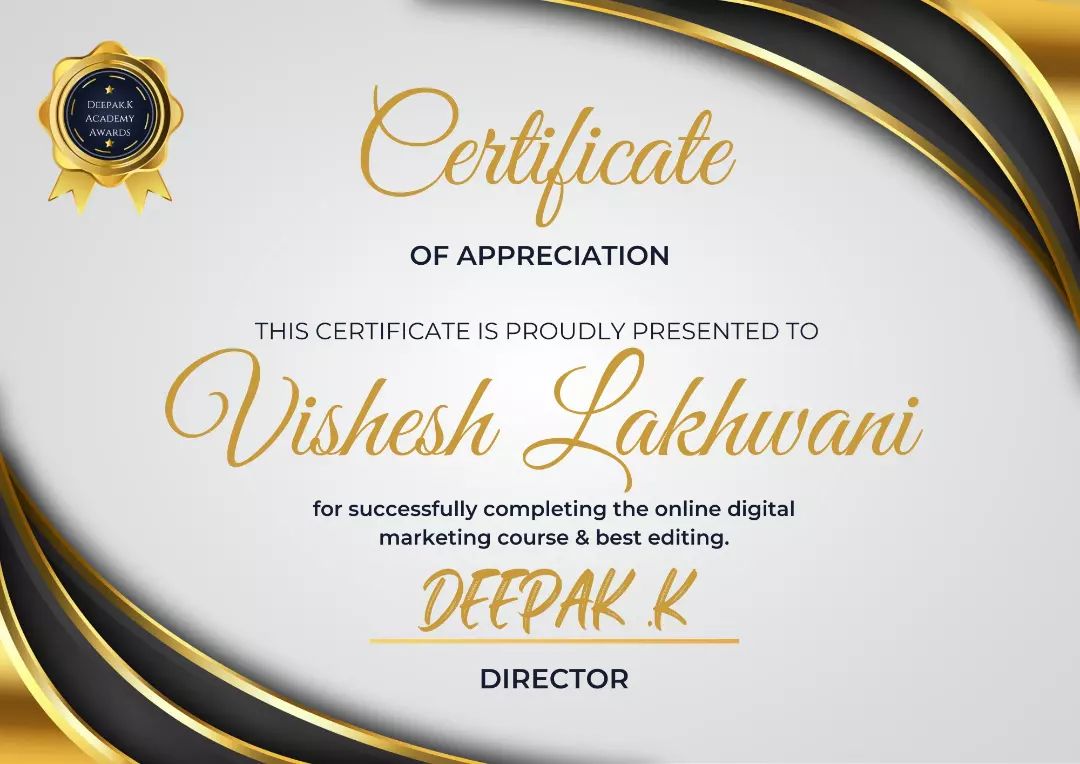 Deepak.K
Academy
Awards
Certificate
OF APPRECIATION
THIS CERTIFICATE IS PROUDLY PRESENTED TO
Vishesh Lakhwani
for successfully completing the online digital
marketing course & best editing.
DEEPAK .K
DIRECTOR